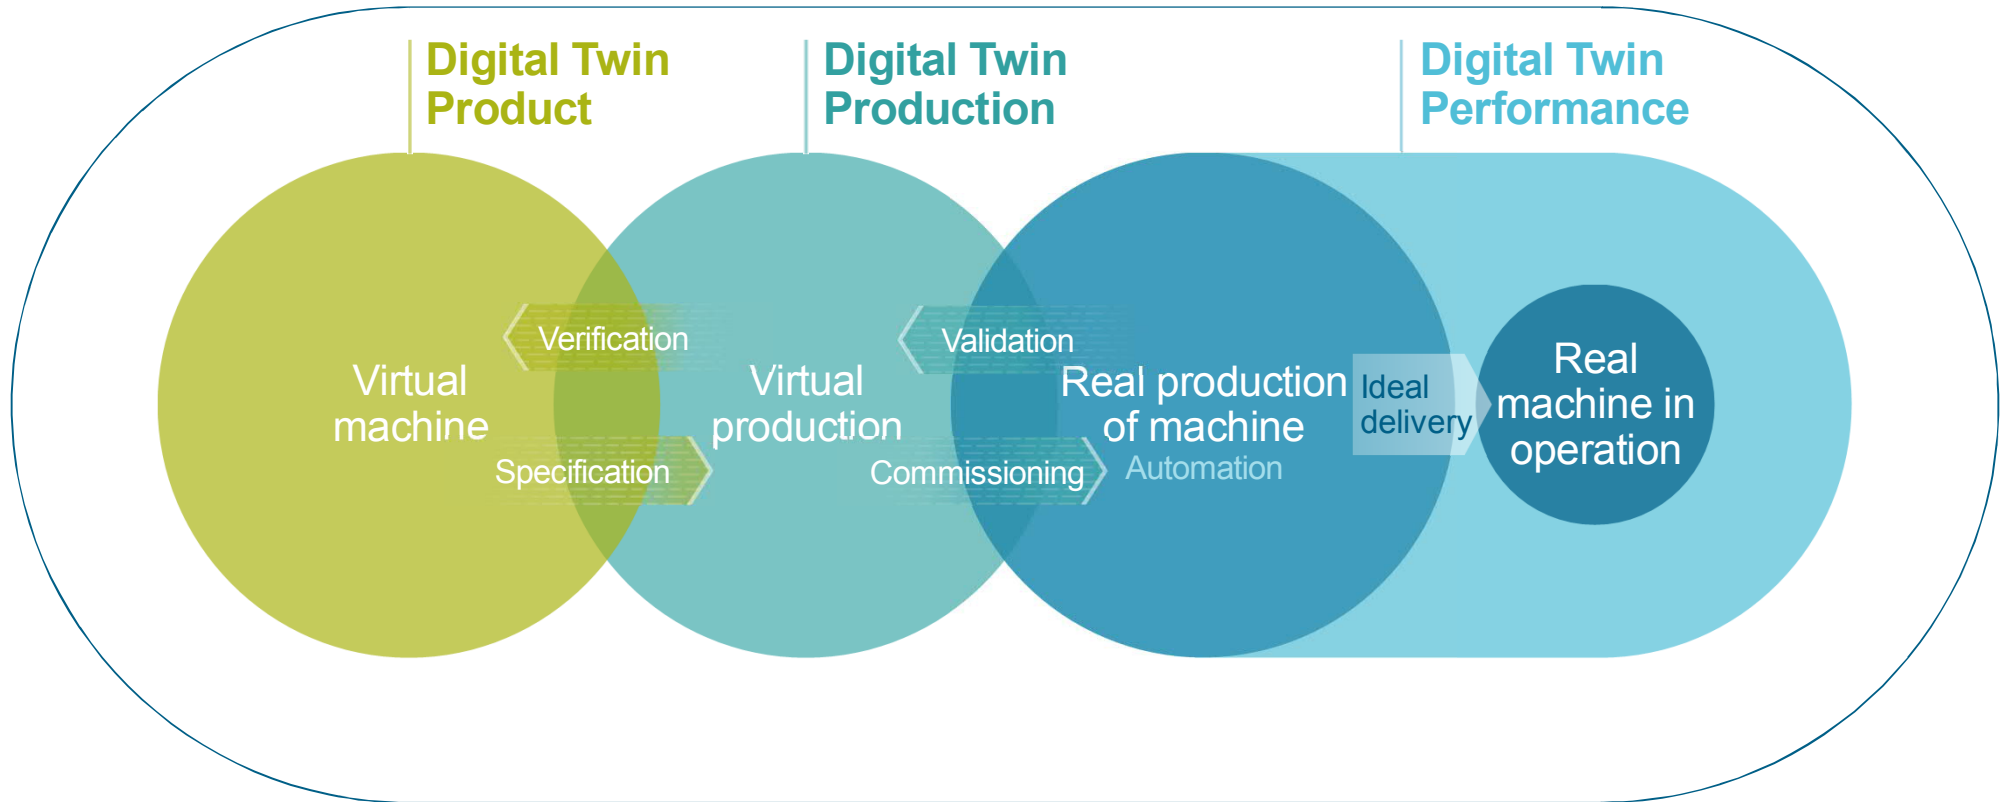 Digital Twin
Product
Digital Twin
Production
Digital Twin
Performance
Verification
Virtual
machine
Specification
Virtual
production
Validation
Commissioning
Real production
of machine
Automation
Ideal
delivery
Real
machine in
operation